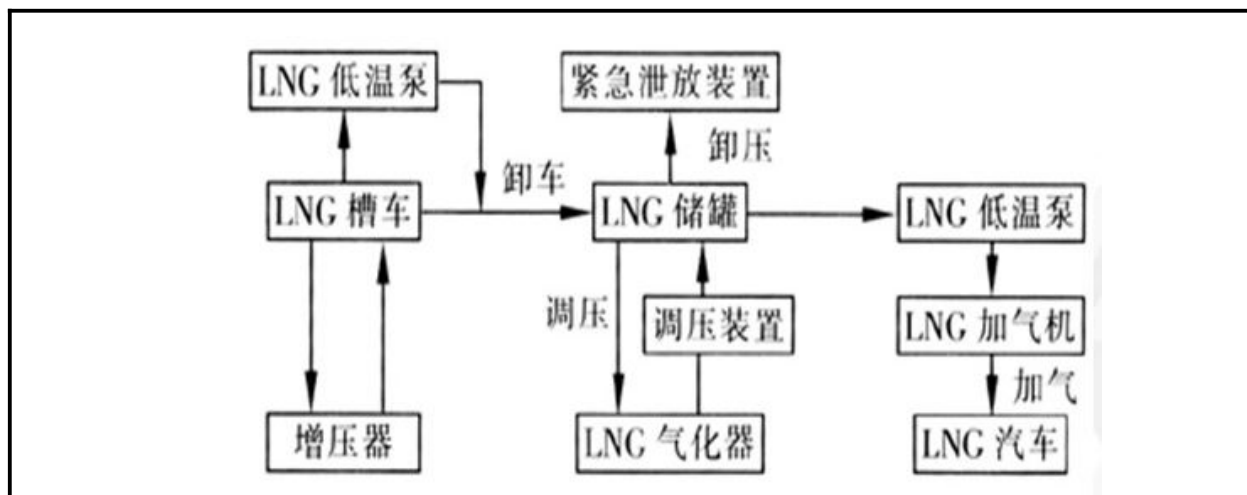 LNG 低温泵
紧急泄放装置
卸压
卸车
LNG 槽车
LNG 储罐
LNG 低温泵
调压
调压装置
LNG 加气机
加气
增压器
LNG 气化器
LNG 汽车